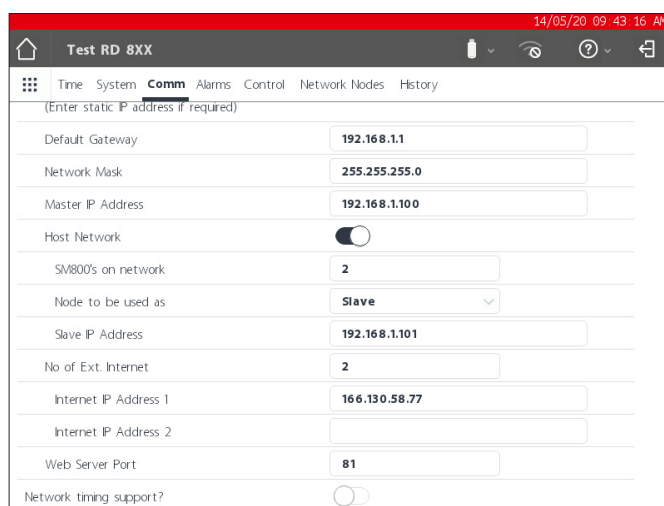 14/05/20 09:43:16 AM
Test RD 8XX
Time System Comm Alarms Control Network Nodes History
(Enter static IP address if required)
Default Gateway 192.168.1.1
Network Mask 255.255.255.0
Master IP Address 192.168.1.100
Host Network
SM800's on network 2
Node to be used as Slave
Slave IP Address 192.168.1.101
No of Ext. Internet 2
Internet IP Address 1 166.130.58.77
Internet IP Address 2
Web Server Port 81
Network timing support?